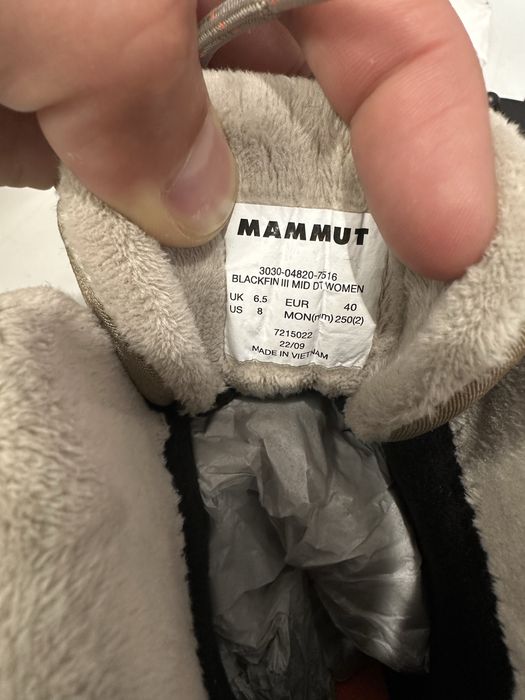 MAMMUT
3030-04820-7516
BLACKFIN III MID DT WOMEN
UK 6.5 EUR 40
US 8 MON(mm) 250(2)
7215022
22/09
MADE IN VIETNAM